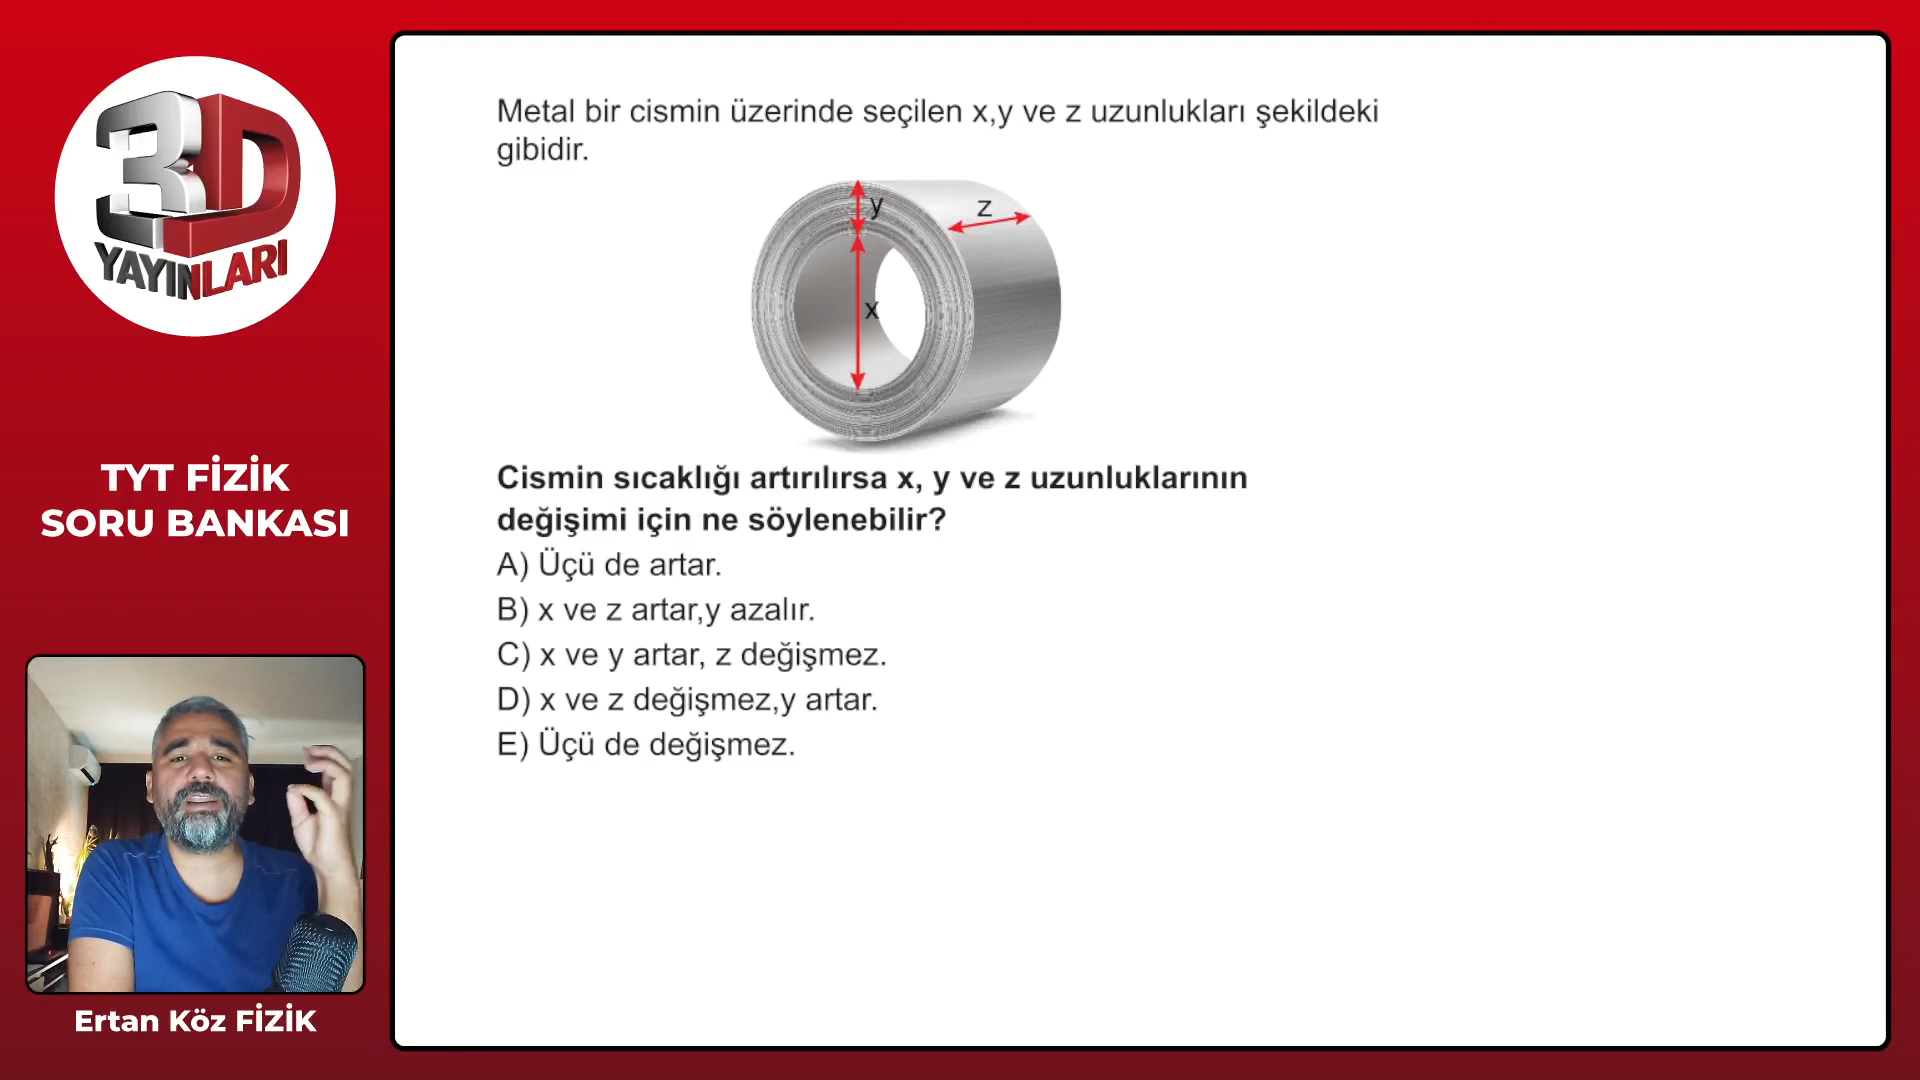 3D
YAYINLARI
TYT FİZİK
SORU BANKASI
Ertan Köz FİZİK
Metal bir cismin üzerinde seçilen x,y ve z uzunlukları şekildeki
gibidir.
y
z
x
Cismin sıcaklığı artırılırsa x, y ve z uzunluklarının
değişimi için ne söylenebilir?
A) Üçü de artar.
B) x ve z artar,y azalır.
C) x ve y artar, z değişmez.
D) x ve z değişmez,y artar.
E) Üçü de değişmez.